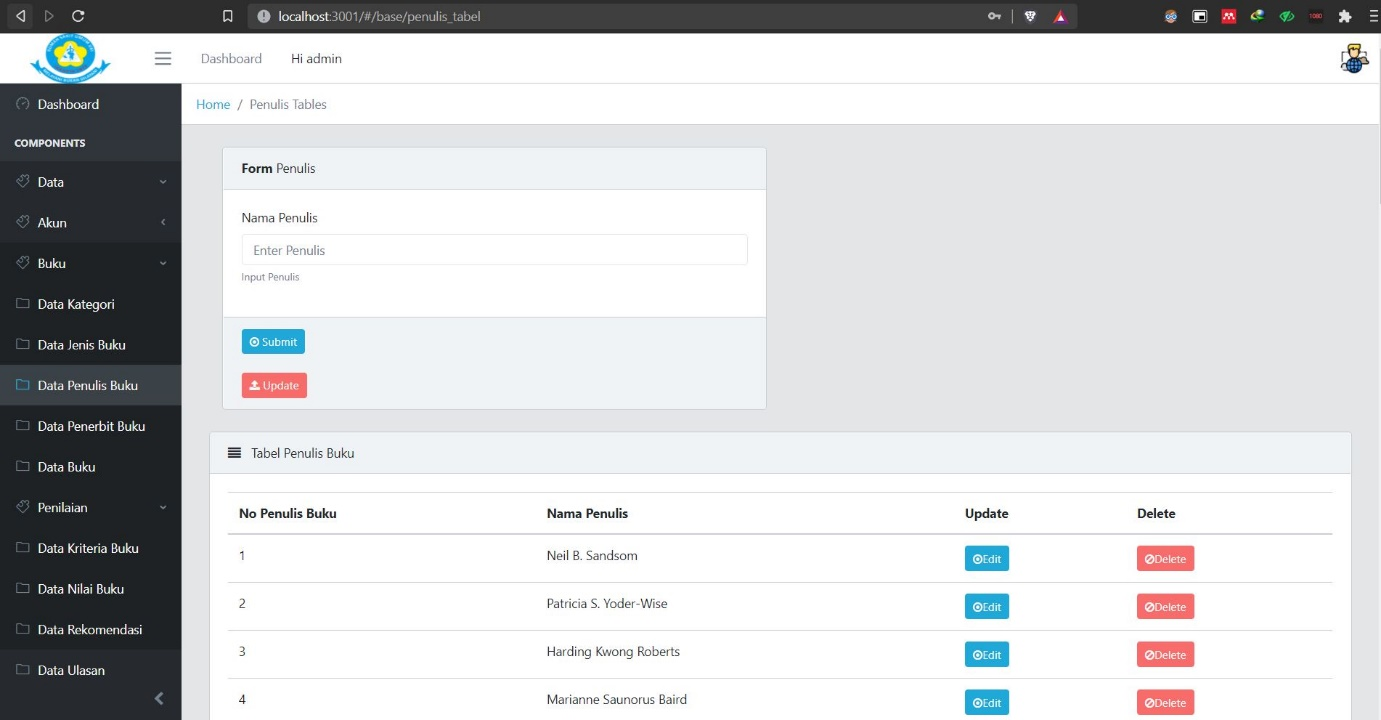 localhost:3001/#/base/penulis_tabel
Dashboard
Hi admin
Dashboard
COMPONENTS
Data
Akun
Buku
Data Kategori
Data Jenis Buku
Data Penulis Buku
Data Penerbit Buku
Data Buku
Penilaian
Data Kriteria Buku
Data Nilai Buku
Data Rekomendasi
Data Ulasan
Home / Penulis Tables
Form Penulis
Nama Penulis
Enter Penulis
Input Penulis
Submit
Update
Tabel Penulis Buku
No Penulis Buku Nama Penulis Update Delete
1 Neil B. Sandsom Edit Delete
2 Patricia S. Yoder-Wise Edit Delete
3 Harding Kwong Roberts Edit Delete
4 Marianne Saunorus Baird Edit Delete